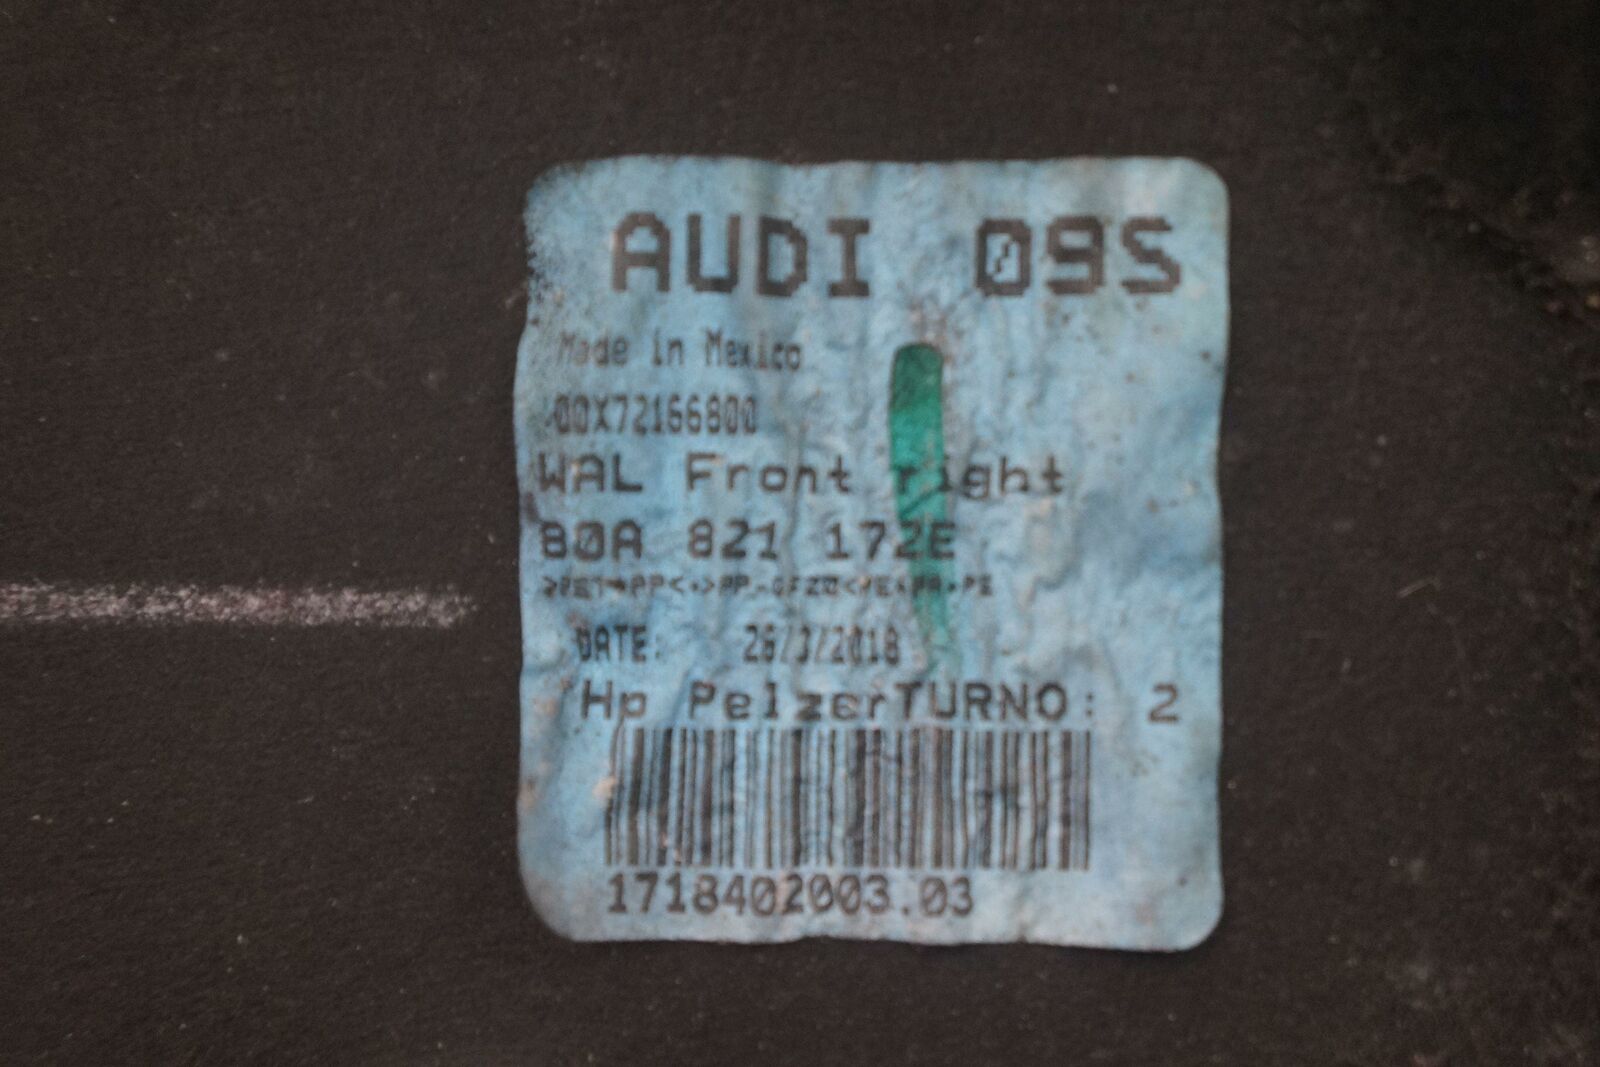 AUDI 09S
Made in Mexico
00X72166800
WAL Front right
80A 821 172E
DATE: 26/3/2018
Hp PelzerTURNO: 2
1718402003.03